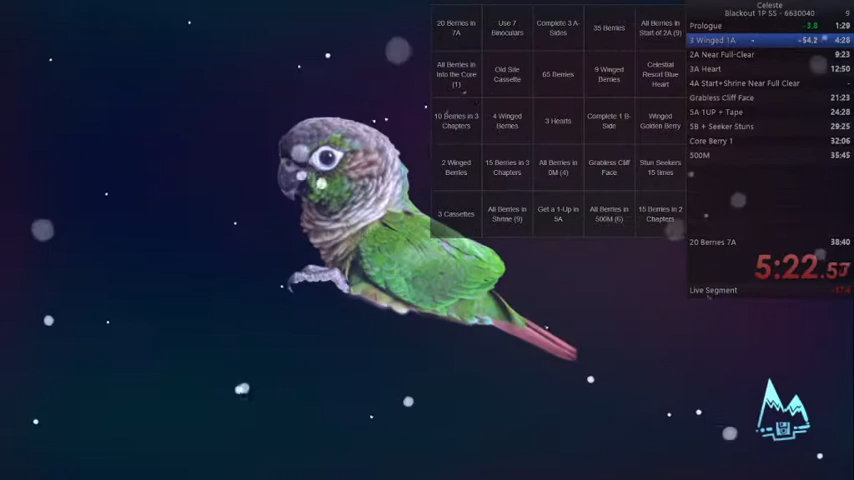 20 Berries in
7A
Use 7
Binoculars
Complete 3 A-
Sides
35 Berries
All Berries in
Start of 2A (9)
All Berries in
Into the Core
(1)
Old Site
Cassette
65 Berries
9 Winged
Berries
Celestial
Resort Blue
Heart
10 Berries in 3
Chapters
4 Winged
Berries
3 Hearts
Complete 1 B-
Side
Winged
Golden Berry
2 Winged
Berries
15 Berries in 3
Chapters
All Berries in
0M (4)
Grabless Cliff
Face
Stun Seekers
15 times
3 Cassettes
All Berries in
Shrine (9)
Get a 1-Up in
5A
All Berries in
500M (6)
15 Berries in 2
Chapters
Celeste
Blackout 1P SS - 6630040 9
Prologue -3.8 1:29
3 Winged 1A -54.2 4:28
2A Near Full-Clear 9:23
3A Heart 12:50
4A Start+Shrine Near Full Clear -
Grabless Cliff Face 21:23
5A 1UP + Tape 24:28
5B + Seeker Stuns 29:25
Core Berry 1 32:06
500M 35:45
20 Berries 7A 38:40
5:22.57
Live Segment -17.4